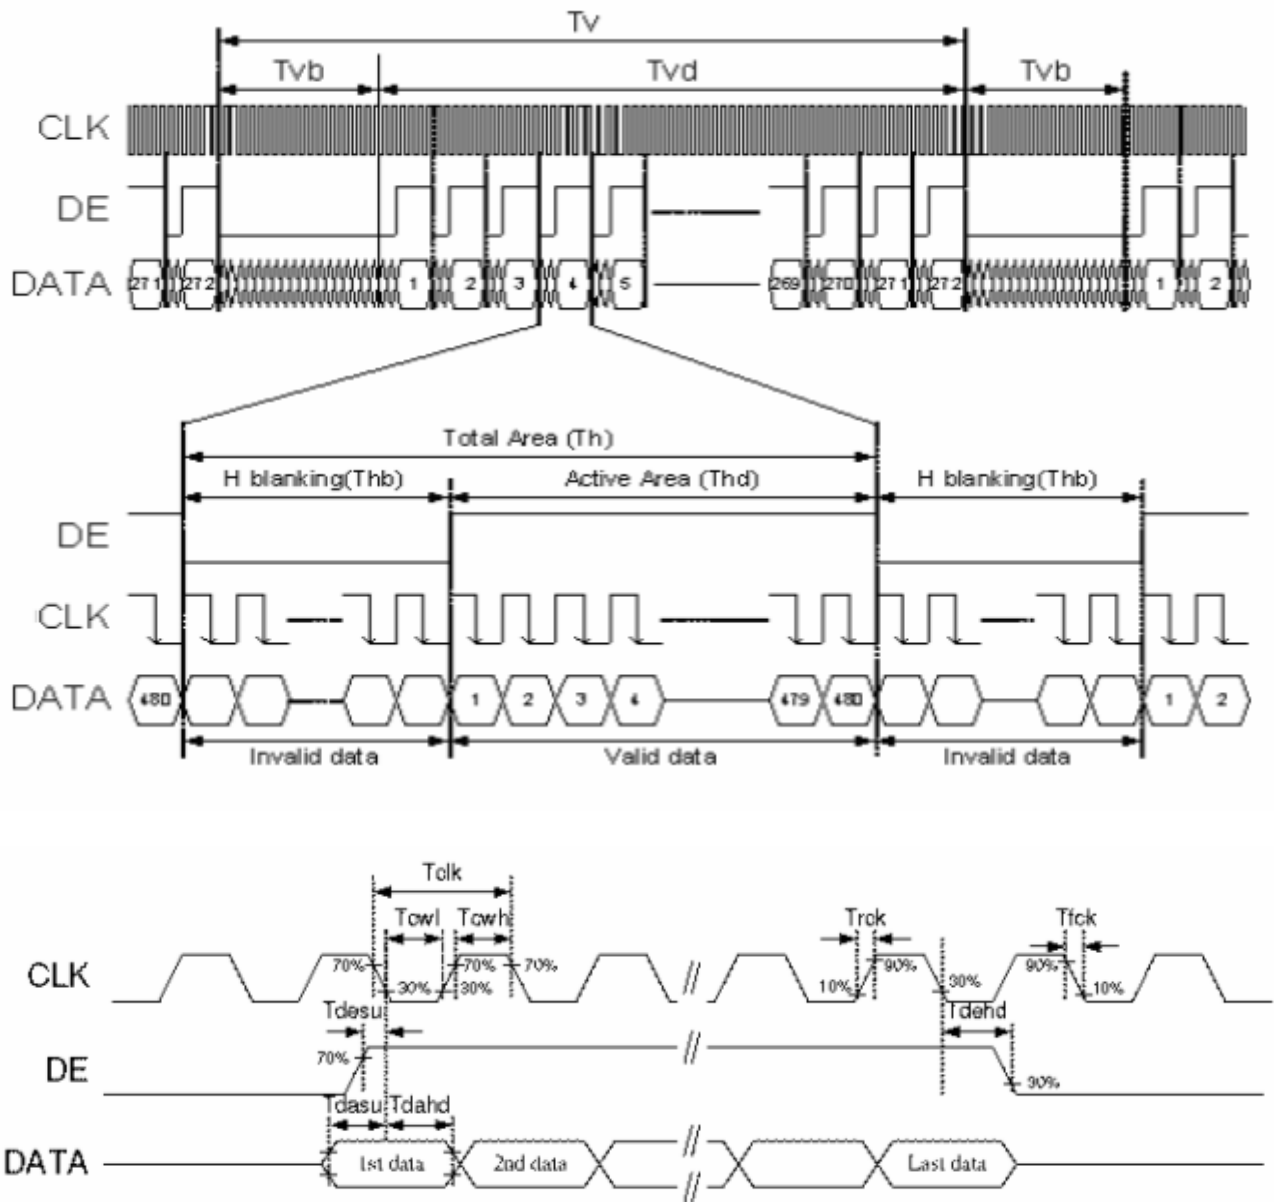 Tv
Tvb Tvd Tvb
CLK
DE
DATA 271 272 1 2 3 4 5 269 270 271 272 1 2
Total Area (Th)
H blanking(Thb) Active Area (Thd) H blanking(Thb)
DE
CLK
DATA 480 1 2 3 4 479 480 1 2
Invalid data Valid data Invalid data
Tclk
Tcwl Tcwh Trck Tfck
CLK 70% 70% 70% 90% 90%
30% 30% 10% 30% 10%
Tdesu Tdehd
DE 70% 30%
Tdasu Tdahd
DATA 1st data 2nd data Last data